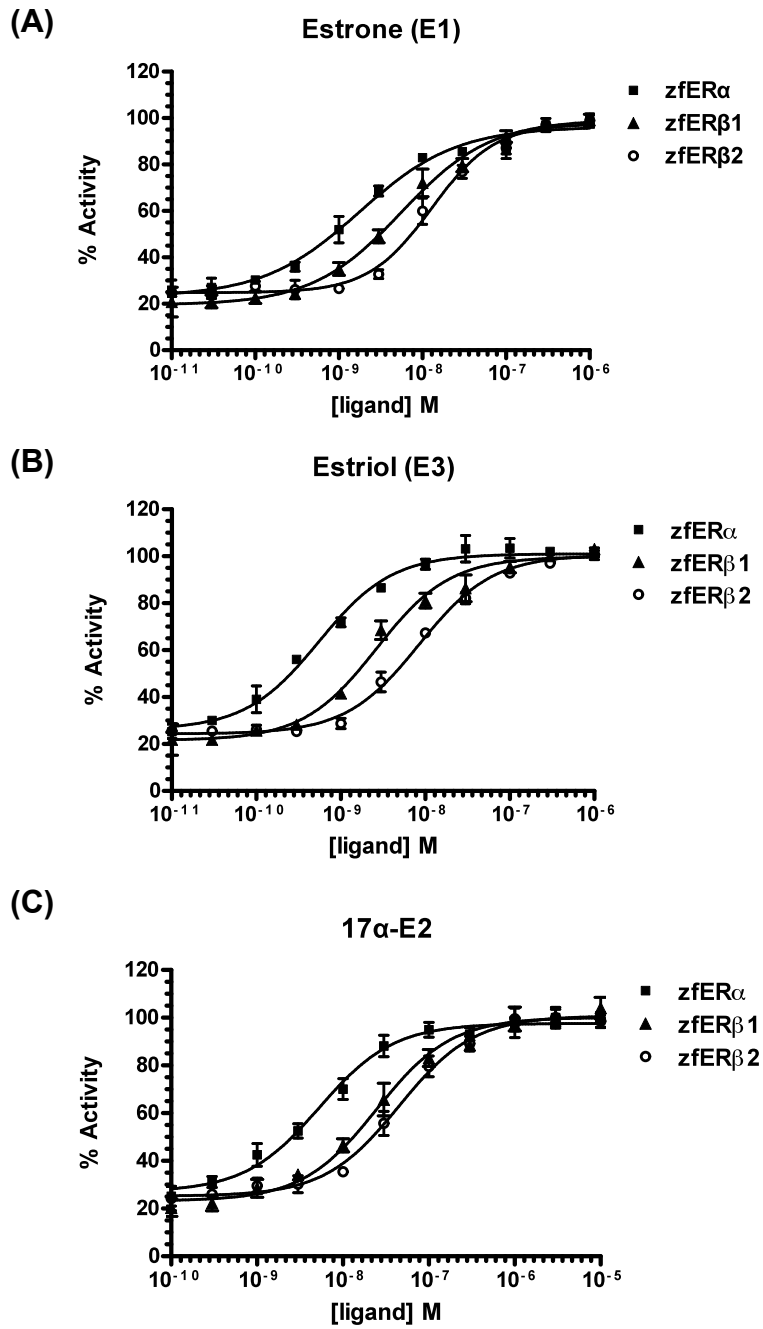 (A)
Estrone (E1)
120
100
80
60
40
20
0
% Activity
10-11 10-10 10-9 10-8 10-7 10-6
[ligand] M
zfERα
zfERβ1
zfERβ2
(B)
Estriol (E3)
120
100
80
60
40
20
0
% Activity
10-11 10-10 10-9 10-8 10-7 10-6
[ligand] M
zfERα
zfERβ1
zfERβ2
(C)
17α-E2
120
100
80
60
40
20
0
% Activity
10-10 10-9 10-8 10-7 10-6 10-5
[ligand] M
zfERα
zfERβ1
zfERβ2